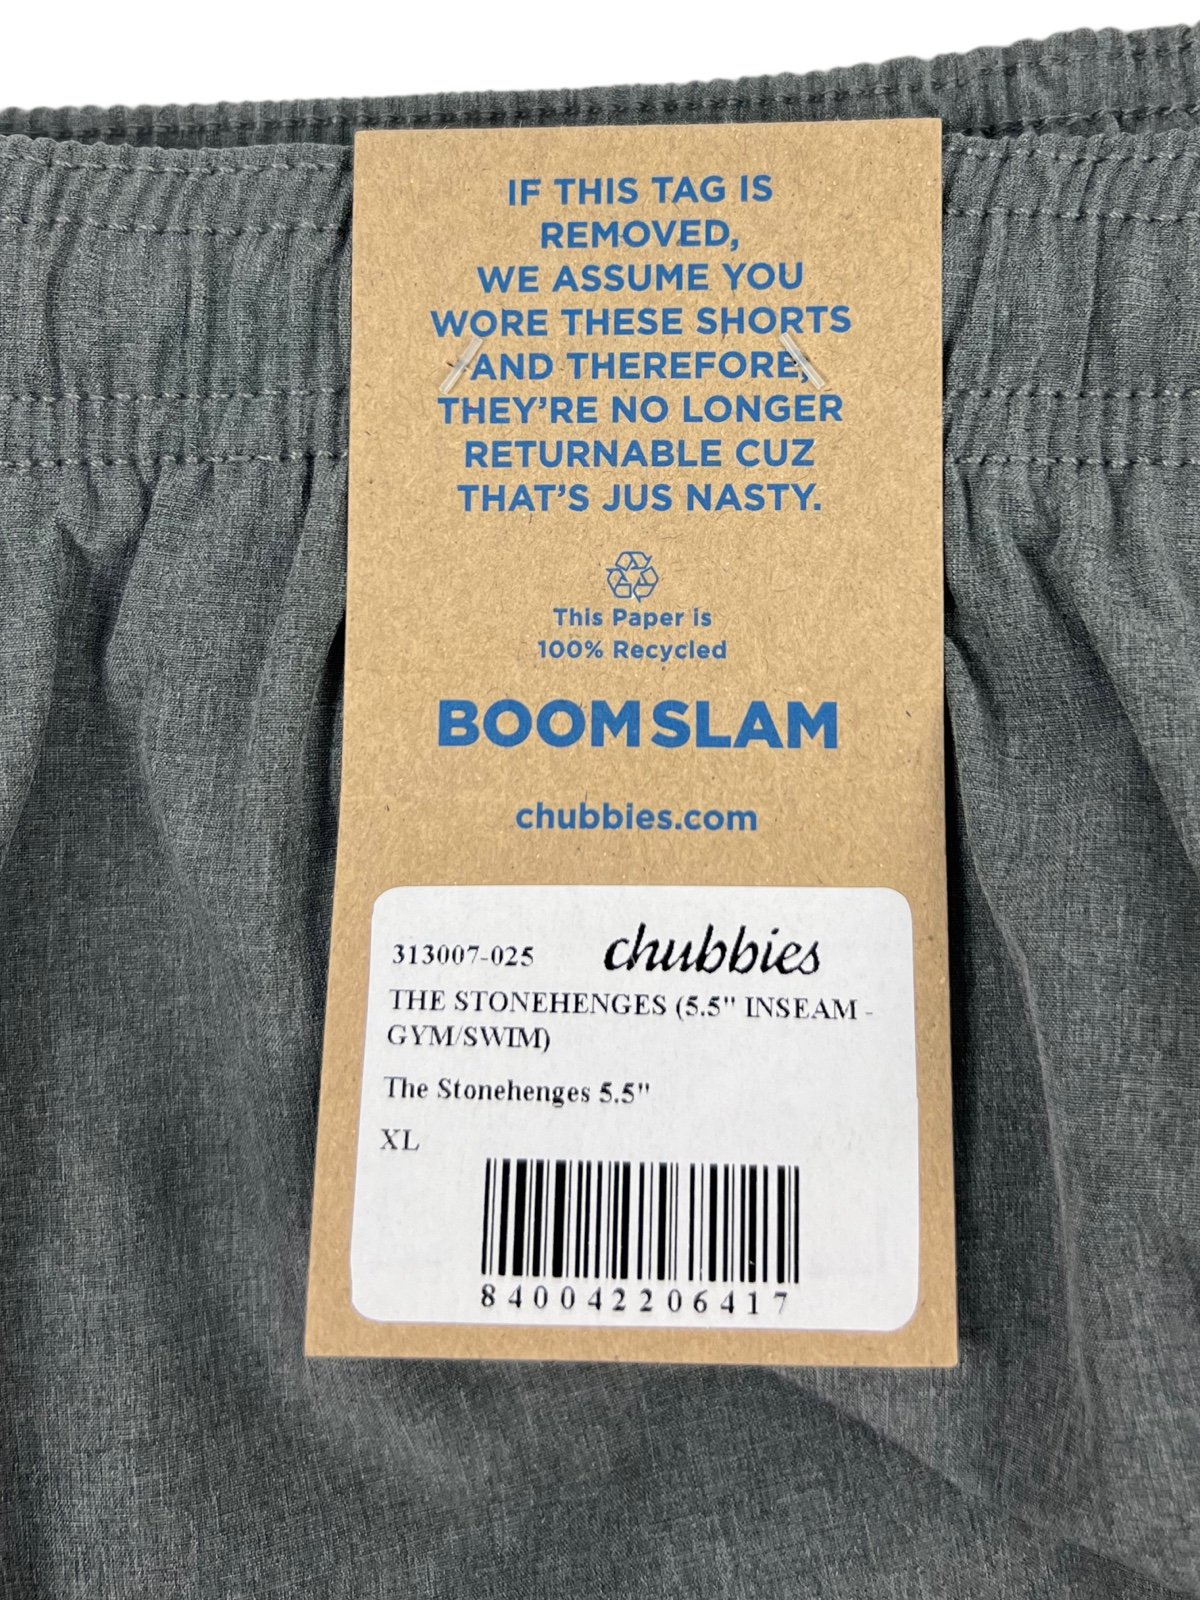 IF THIS TAG IS
REMOVED,
WE ASSUME YOU
WORE THESE SHORTS
AND THEREFORE,
THEY'RE NO LONGER
RETURNABLE CUZ
THAT'S JUS NASTY.
This Paper is
100% Recycled
BOOMSLAM
chubbies.com
313007-025 chubbies
THE STONEHENGES (5.5" INSEAM -
GYM/SWIM)
The Stonehenges 5.5"
XL
840042206417